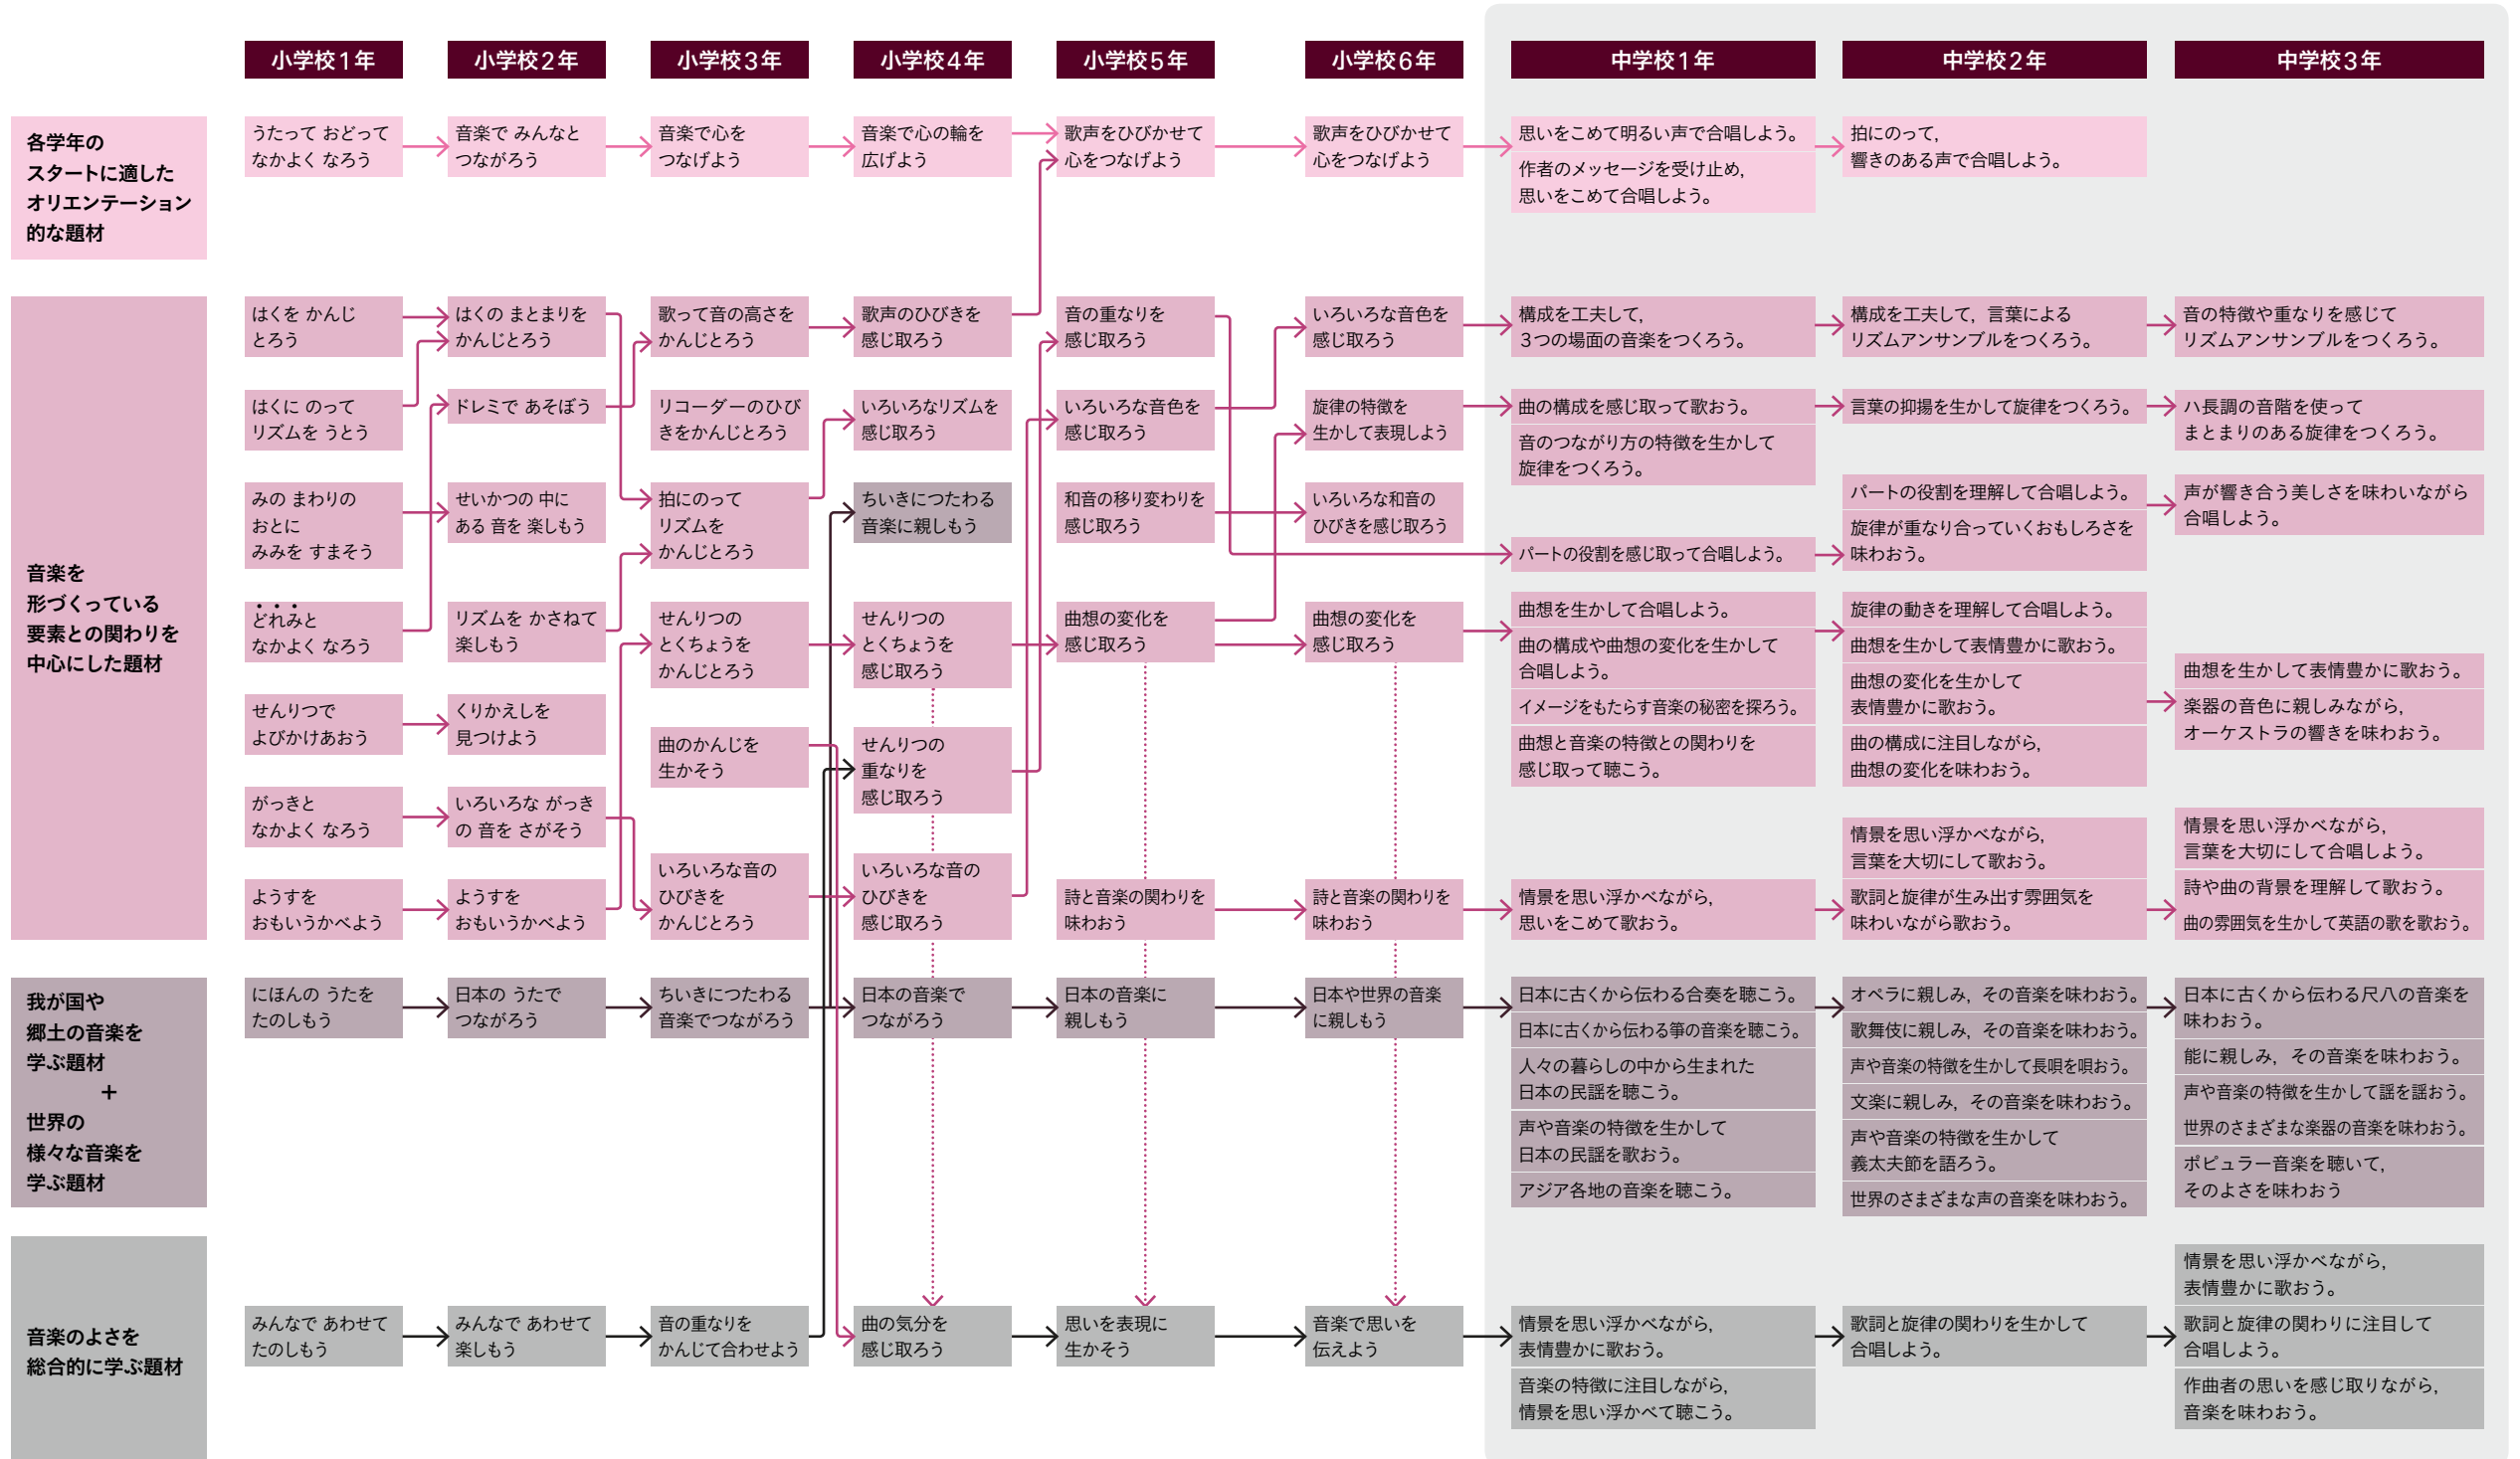 小学校1年
小学校2年
小学校3年
小学校4年
小学校5年
小学校6年
中学校1年
中学校2年
中学校3年
各学年の
スタートに適した
オリエンテーション
的な題材
うたって おどって
なかよく なろう
音楽で みんなと
つながろう
音楽で心を
つなげよう
音楽で心の輪を
広げよう
歌声をひびかせて
心をつなげよう
歌声をひびかせて
心をつなげよう
思いをこめて明るい声で合唱しよう。
作者のメッセージを受け止め,
思いをこめて合唱しよう。
拍にのって,
響きのある声で合唱しよう。
音楽を
形づくっている
要素との関わりを
中心にした題材
はくを かんじ
とろう
はくに のって
リズムを うとう
みの まわりの
おとに
みみを すまそう
どれみと
なかよく なろう
せんりつで
よびかけあおう
がっきと
なかよく なろう
ようすを
おもいうかべよう
はくの まとまりを
かんじとろう
ドレミで あそぼう
せいかつの 中に
ある 音を 楽しもう
リズムを かさねて
楽しもう
くりかえしを
見つけよう
いろいろな がっき
の 音を さがそう
ようすを
おもいうかべよう
歌って音の高さを
かんじとろう
リコーダーのひび
きをかんじとろう
拍にのって
リズムを
かんじとろう
せんりつの
とくちょうを
かんじとろう
曲のかんじを
生かそう
いろいろな音の
ひびきを
かんじとろう
歌声のひびきを
感じ取ろう
いろいろなリズムを
感じ取ろう
ちいきにつたわる
音楽に親しもう
せんりつの
とくちょうを
感じ取ろう
せんりつの
重なりを
感じ取ろう
いろいろな音の
ひびきを
感じ取ろう
音の重なりを
感じ取ろう
いろいろな音色を
感じ取ろう
和音の移り変わりを
感じ取ろう
曲想の変化を
感じ取ろう
詩と音楽の関わりを
味わおう
いろいろな音色を
感じ取ろう
旋律の特徴を
生かして表現しよう
いろいろな和音の
ひびきを感じ取ろう
曲想の変化を
感じ取ろう
詩と音楽の関わりを
味わおう
構成を工夫して,
3つの場面の音楽をつくろう。
曲の構成を感じ取って歌おう。
音のつながり方の特徴を生かして
旋律をつくろう。
パートの役割を感じ取って合唱しよう。
曲想を生かして合唱しよう。
曲の構成や曲想の変化を生かして
合唱しよう。
イメージをもたらす音楽の秘密を探ろう。
曲想と音楽の特徴との関わりを
感じ取って聴こう。
情景を思い浮かべながら,
思いをこめて歌おう。
構成を工夫して,言葉による
リズムアンサンブルをつくろう。
言葉の抑揚を生かして旋律をつくろう。
パートの役割を理解して合唱しよう。
旋律が重なり合っていくおもしろさを
味わおう。
旋律の動きを理解して合唱しよう。
曲想を生かして表情豊かに歌おう。
曲想の変化を生かして
表情豊かに歌おう。
曲の構成に注目しながら,
曲想の変化を味わおう。
情景を思い浮かべながら,
言葉を大切にして歌おう。
歌詞と旋律が生み出す雰囲気を
味わいながら歌おう。
音の特徴や重なりを感じて
リズムアンサンブルをつくろう。
ハ長調の音階を使って
まとまりのある旋律をつくろう。
声が響き合う美しさを味わいながら
合唱しよう。
曲想を生かして表情豊かに歌おう。
楽器の音色に親しみながら,
オーケストラの響きを味わおう。
情景を思い浮かべながら,
言葉を大切にして合唱しよう。
詩や曲の背景を理解して歌おう。
曲の雰囲気を生かして英語の歌を歌おう。
我が国や
郷土の音楽を
学ぶ題材
+
世界の
様々な音楽を
学ぶ題材
にほんの うたを
たのしもう
日本の うたで
つながろう
ちいきにつたわる
音楽でつながろう
日本の音楽で
つながろう
日本の音楽に
親しもう
日本や世界の音楽
に親しもう
日本に古くから伝わる合奏を聴こう。
日本に古くから伝わる箏の音楽を聴こう。
人々の暮らしの中から生まれた
日本の民謡を聴こう。
声や音楽の特徴を生かして
日本の民謡を歌おう。
アジア各地の音楽を聴こう。
オペラに親しみ,その音楽を味わおう。
歌舞伎に親しみ,その音楽を味わおう。
声や音楽の特徴を生かして長唄を唄おう。
文楽に親しみ,その音楽を味わおう。
声や音楽の特徴を生かして
義太夫節を語ろう。
世界のさまざまな声の音楽を味わおう。
日本に古くから伝わる尺八の音楽を
味わおう。
能に親しみ,その音楽を味わおう。
声や音楽の特徴を生かして謡を謡おう。
世界のさまざまな楽器の音楽を味わおう。
ポピュラー音楽を聴いて,
そのよさを味わおう
音楽のよさを
総合的に学ぶ題材
みんなで あわせて
たのしもう
みんなで あわせて
楽しもう
音の重なりを
かんじて合わせよう
曲の気分を
感じ取ろう
思いを表現に
生かそう
音楽で思いを
伝えよう
情景を思い浮かべながら,
表情豊かに歌おう。
音楽の特徴に注目しながら,
情景を思い浮かべて聴こう。
歌詞と旋律の関わりを生かして
合唱しよう。
情景を思い浮かべながら,
表情豊かに歌おう。
歌詞と旋律の関わりに注目して
合唱しよう。
作曲者の思いを感じ取りながら,
音楽を味わおう。